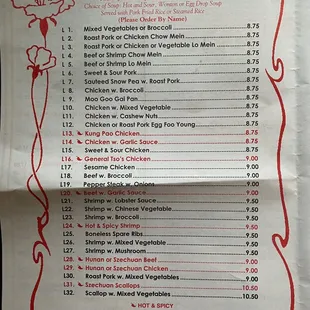 Choice of Soup: Hot and Sour, Wonton or Egg Drop Soup
Served with Pork Fried Rice or Steamed Rice
(Please Order By Name)
L 1. Mixed Vegetables or Broccoli 8.75
L 2. Roast Pork or Chicken Chow Mein 8.75
L 3. Roast Pork or Chicken or Vegetable Lo Mein 8.75
L 4. Beef or Shrimp Chow Mein 8.75
L 5. Beef or Shrimp Lo Mein 8.75
L 6. Sweet & Sour Pork 8.75
L 7. Sauteed Snow Pea w. Roast Pork 8.75
L 8. Chicken w. Broccoli 8.75
L 9. Moo Goo Gai Pan 8.75
L10. Chicken w. Mixed Vegetable 8.75
L11. Chicken w. Cashew Nuts 8.75
L12. Chicken or Roast Pork Egg Foo Young 8.75
L13. Kung Pao Chicken 8.75
L14. Chicken w. Garlic Sauce 8.75
L15. Sweet & Sour Chicken 8.75
L16. General Tso's Chicken 9.00
L17. Sesame Chicken 9.00
L18. Beef w. Broccoli 9.00
L19. Pepper Steak w. Onions 9.00
L20. Beef w. Garlic Sauce 9.00
L21. Shrimp w. Lobster Sauce 9.50
L22. Shrimp w. Chinese Vegetable 9.50
L23. Shrimp w. Broccoli 9.50
L24. Hot & Spicy Shrimp 9.50
L25. Boneless Spare Ribs 9.50
L26. Shrimp w. Mixed Vegetable 9.50
L27. Shrimp w. Mushroom 9.50
L28. Hunan or Szechuan Beef 9.00
L29. Hunan or Szechuan Chicken 9.00
L30. Roast Pork w. Mixed Vegetables 9.00
L31. Szechuan Scallops 10.50
L32. Scallop w. Mixed Vegetables 10.50
HOT & SPICY